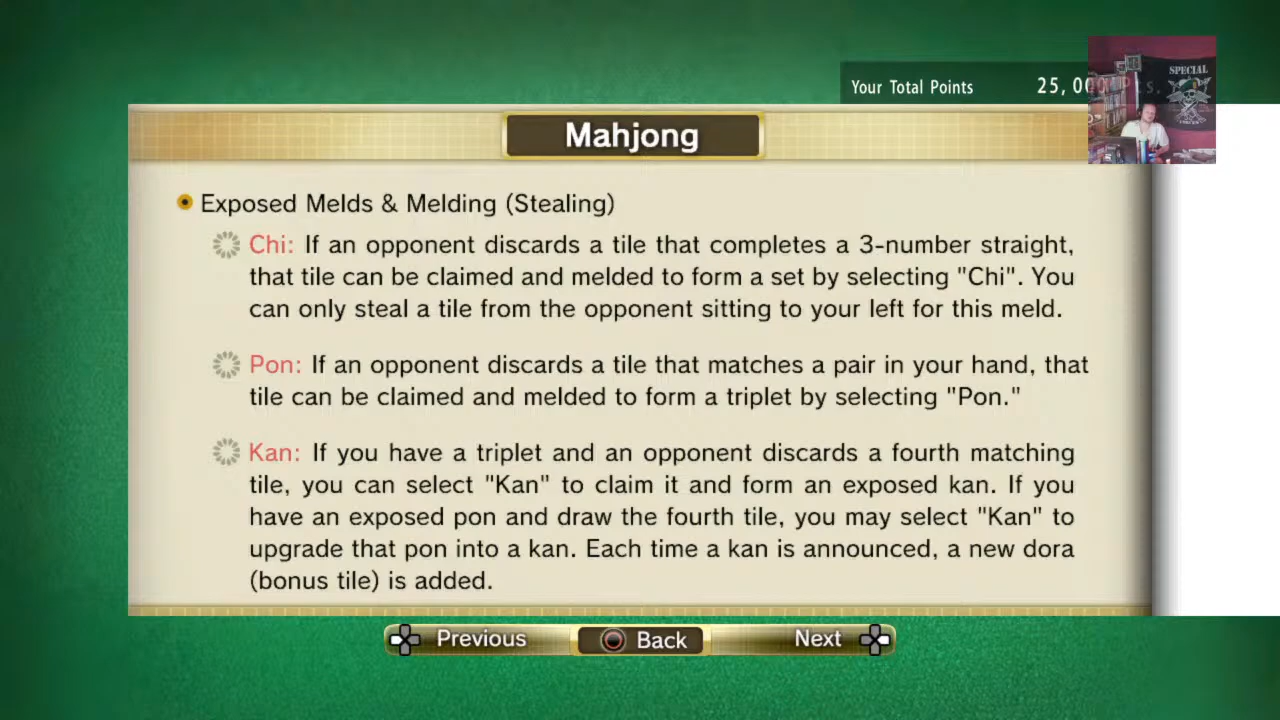 Your Total Points 25,00
SPECIAL
Mahjong
Exposed Melds & Melding (Stealing)
Chi: If an opponent discards a tile that completes a 3-number straight,
that tile can be claimed and melded to form a set by selecting "Chi". You
can only steal a tile from the opponent sitting to your left for this meld.
Pon: If an opponent discards a tile that matches a pair in your hand, that
tile can be claimed and melded to form a triplet by selecting "Pon."
Kan: If you have a triplet and an opponent discards a fourth matching
tile, you can select "Kan" to claim it and form an exposed kan. If you
have an exposed pon and draw the fourth tile, you may select "Kan" to
upgrade that pon into a kan. Each time a kan is announced, a new dora
(bonus tile) is added.
Previous Back Next